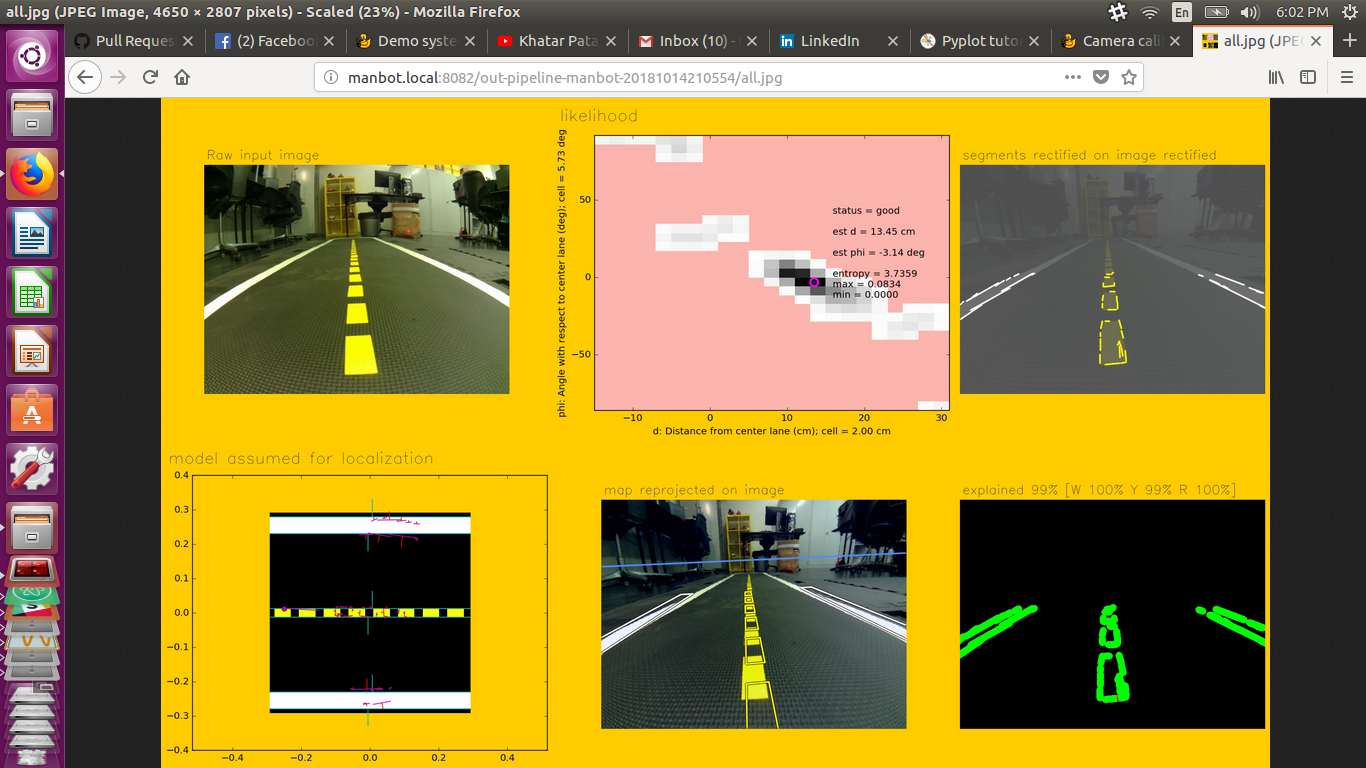 all.jpg (JPEG Image, 4650 × 2807 pixels) - Scaled (23%) - Mozilla Firefox
En
6:02 PM
Pull Reques
(2) Faceboo
Demo syste
Khatar Pata
Inbox (10) -
LinkedIn
Pyplot tutor
Camera cali
all.jpg (JPEG
manbot.local:8082/out-pipeline-manbot-20181014210554/all.jpg
likelihood
Raw input image
segments rectified on image rectified
phi: Angle with respect to center lane (deg); cell = 5.73 deg
50
0
−50
status = good
est d = 13.45 cm
est phi = -3.14 deg
entropy = 3.7359
max = 0.0834
min = 0.0000
−10 0 10 20 30
d: Distance from center lane (cm); cell = 2.00 cm
model assumed for localization
map reprojected on image
explained 99% [W 100% Y 99% R 100%]
0.4
0.3
0.2
0.1
0.0
−0.1
−0.2
−0.3
−0.4
−0.4 −0.2 0.0 0.2 0.4